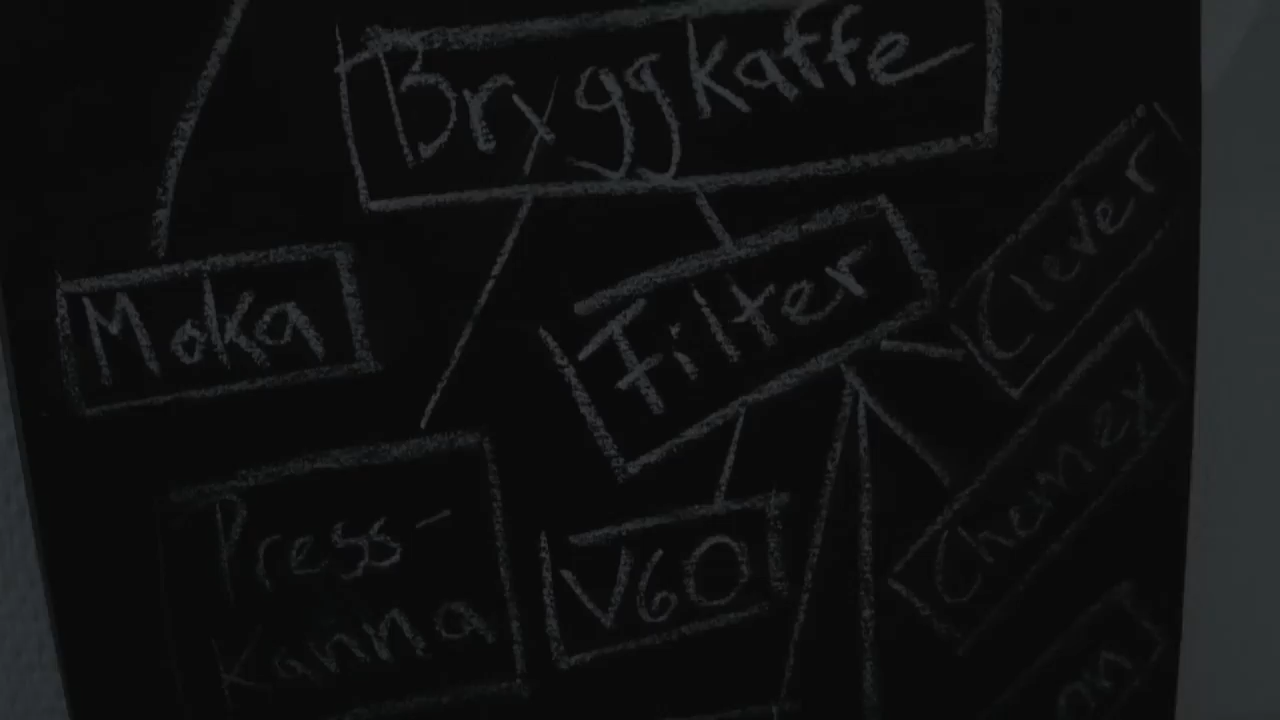 Bryggkaffe
Moka
Filter
Clever
Press-
Kanna
V60
Chemex